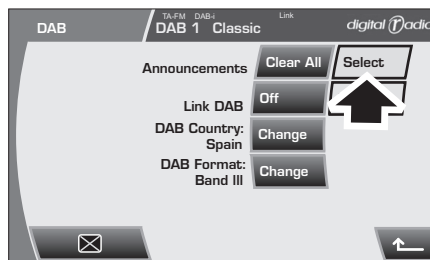 DAB
TA-FM DAB-i Link
DAB 1 Classic
digital radio
Announcements Clear All Select
Link DAB Off
DAB Country: Spain Change
DAB Format: Band III Change